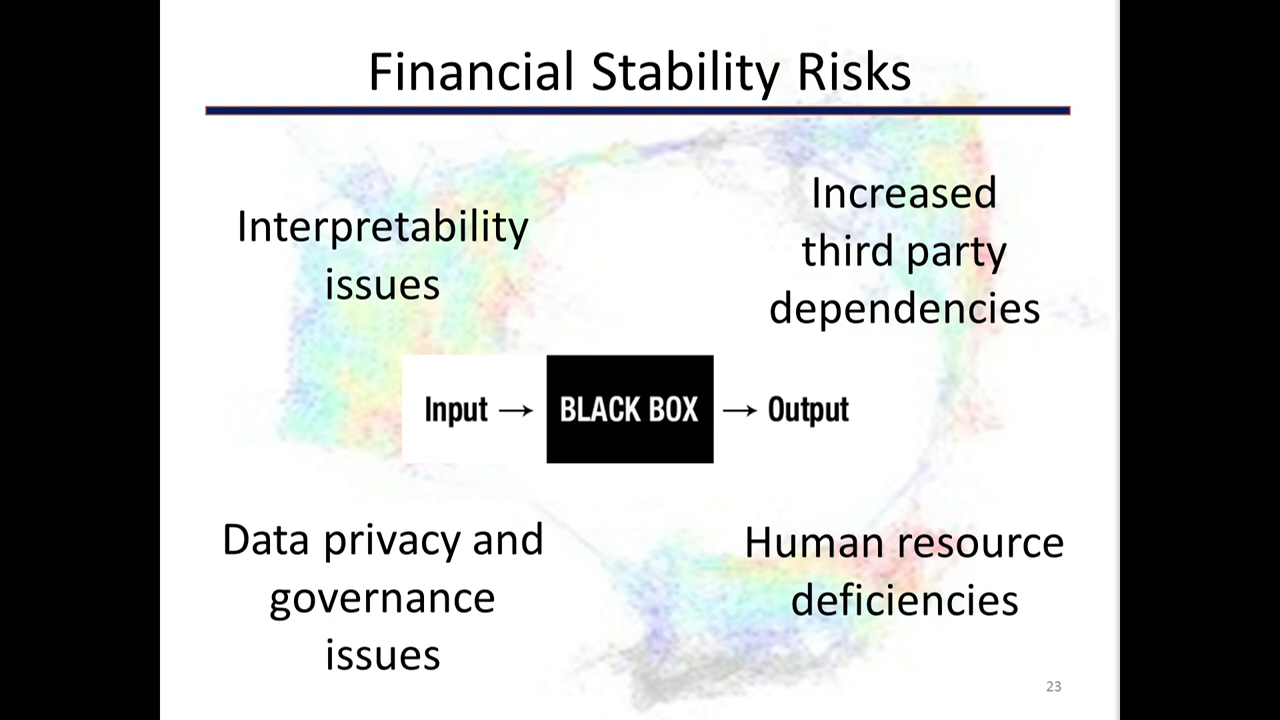 Financial Stability Risks
Interpretability
issues
Increased
third party
dependencies
Input → BLACK BOX → Output
Data privacy and
governance
issues
Human resource
deficiencies
23